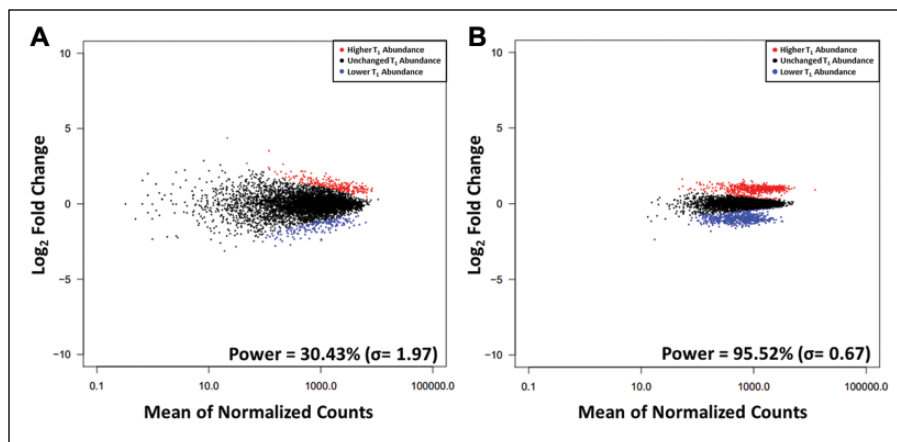 A
10
5
0
−5
−10
Log2 Fold Change
Higher T1 Abundance
Unchanged T1 Abundance
Lower T1 Abundance
Power = 30.43% (σ= 1.97)
0.1
10.0
1000.0
100000.0
Mean of Normalized Counts
B
10
5
0
−5
−10
Log2 Fold Change
Higher T1 Abundance
Unchanged T1 Abundance
Lower T1 Abundance
Power = 95.52% (σ= 0.67)
0.1
10.0
1000.0
100000.0
Mean of Normalized Counts